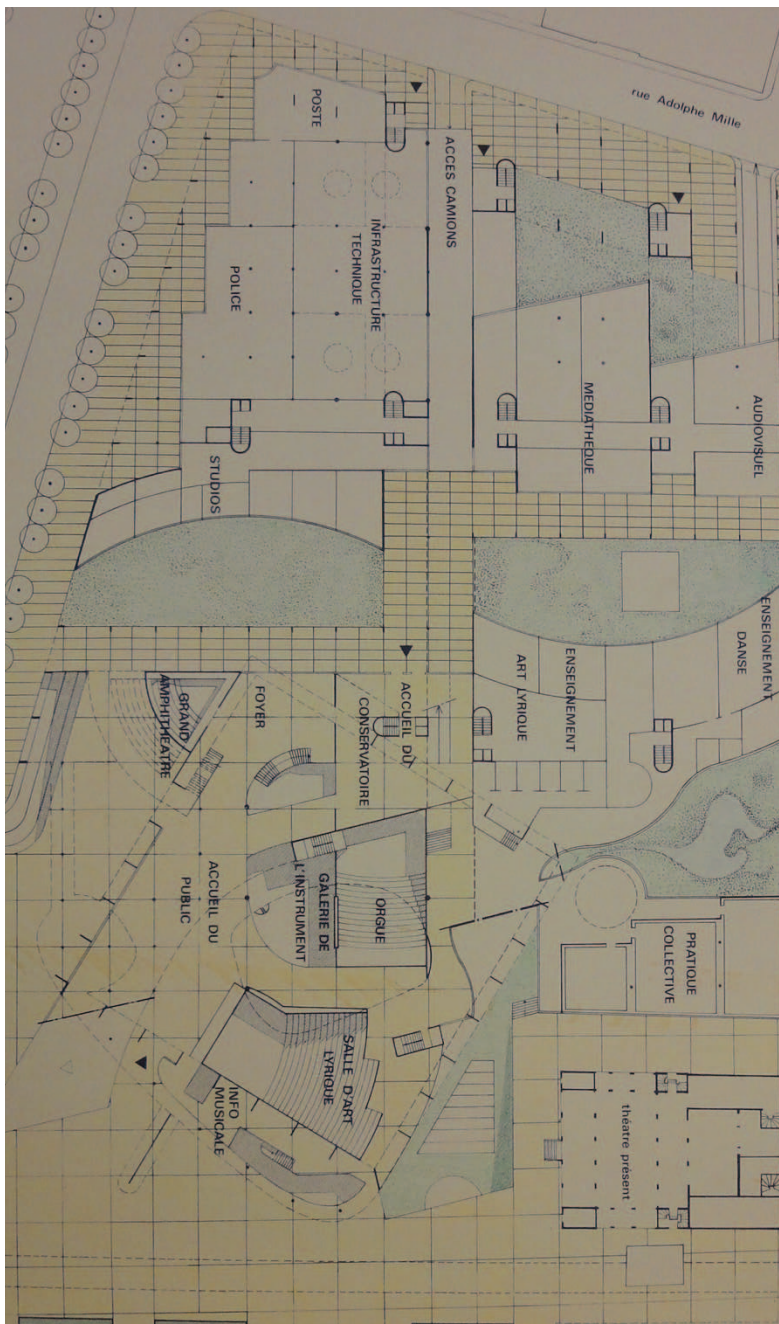 rue Adolphe Mille
POSTE
ACCES CAMIONS
INFRASTRUCTURE
TECHNIQUE
POLICE
AUDIOVISUEL
MEDIATHEQUE
STUDIOS
ENSEIGNEMENT
DANSE
ENSEIGNEMENT
ART LYRIQUE
ACCUEIL DU
CONSERVATOIRE
FOYER
GRAND
AMPHITHEATRE
ORGUE
GALERIE DE
L'INSTRUMENT
ACCUEIL DU
PUBLIC
PRATIQUE
COLLECTIVE
SALLE D'ART
LYRIQUE
INFO
MUSICALE
théatre présent